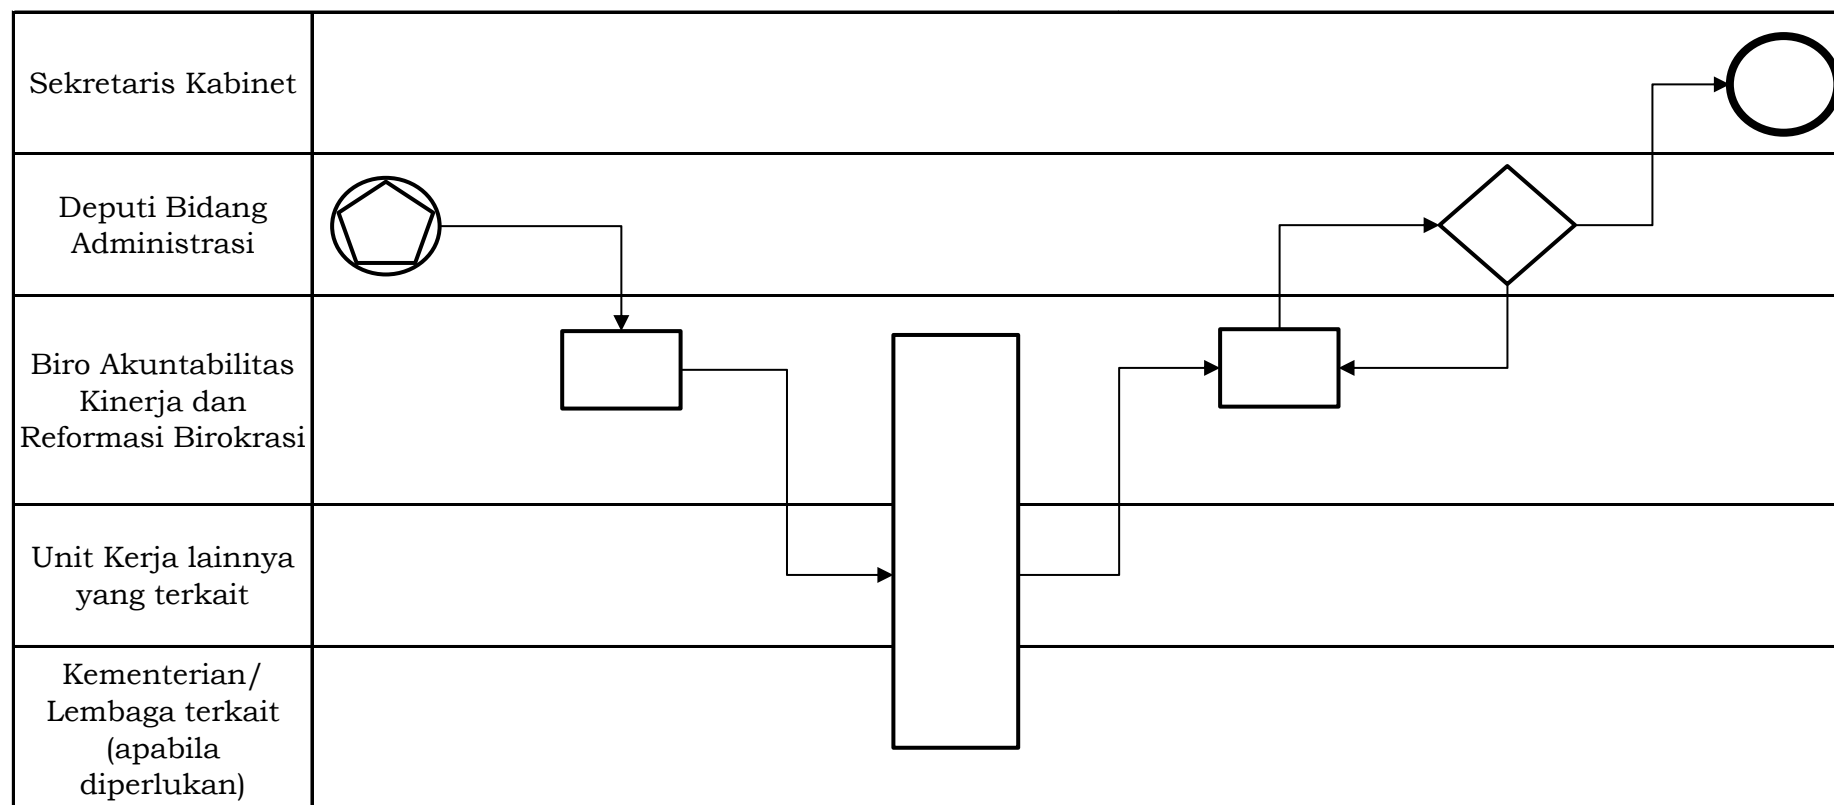 Sekretaris Kabinet
Deputi Bidang
Administrasi
Biro Akuntabilitas
Kinerja dan
Reformasi Birokrasi
Unit Kerja lainnya
yang terkait
Kementerian/
Lembaga terkait
(apabila
diperlukan)